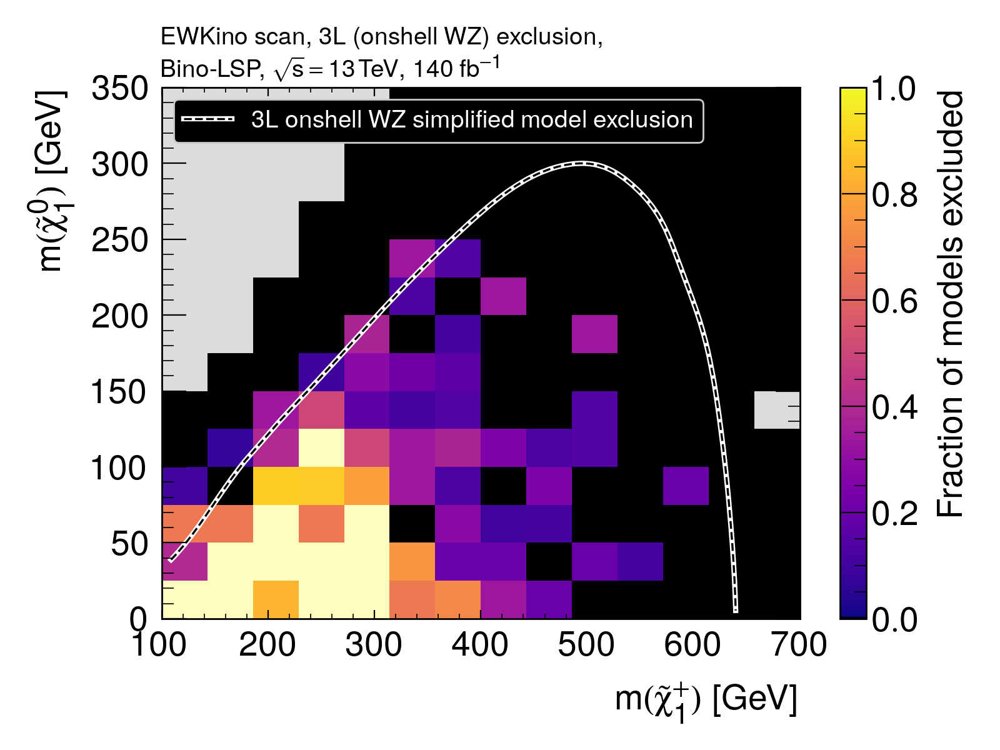 EWKino scan, 3L (onshell WZ) exclusion,
Bino-LSP, √s = 13 TeV, 140 fb⁻¹
3L onshell WZ simplified model exclusion
m(χ̃₁⁰) [GeV]
350
300
250
200
150
100
50
0
100 200 300 400 500 600 700
m(χ̃₁⁺) [GeV]
1.0
0.8
0.6
0.4
0.2
0.0
Fraction of models excluded